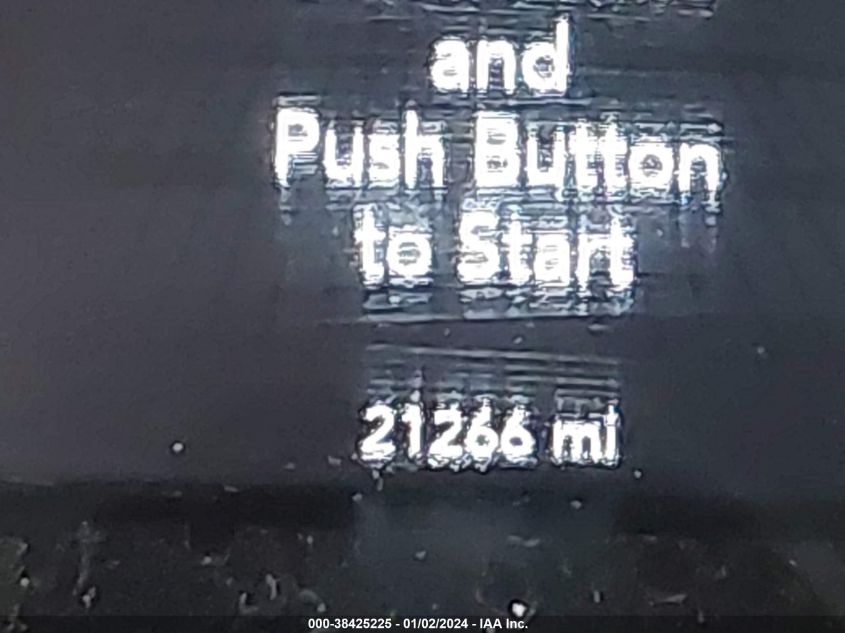 and
Push Button
to Start
21266 mi
000-38425225 - 01/02/2024 - IAA Inc.